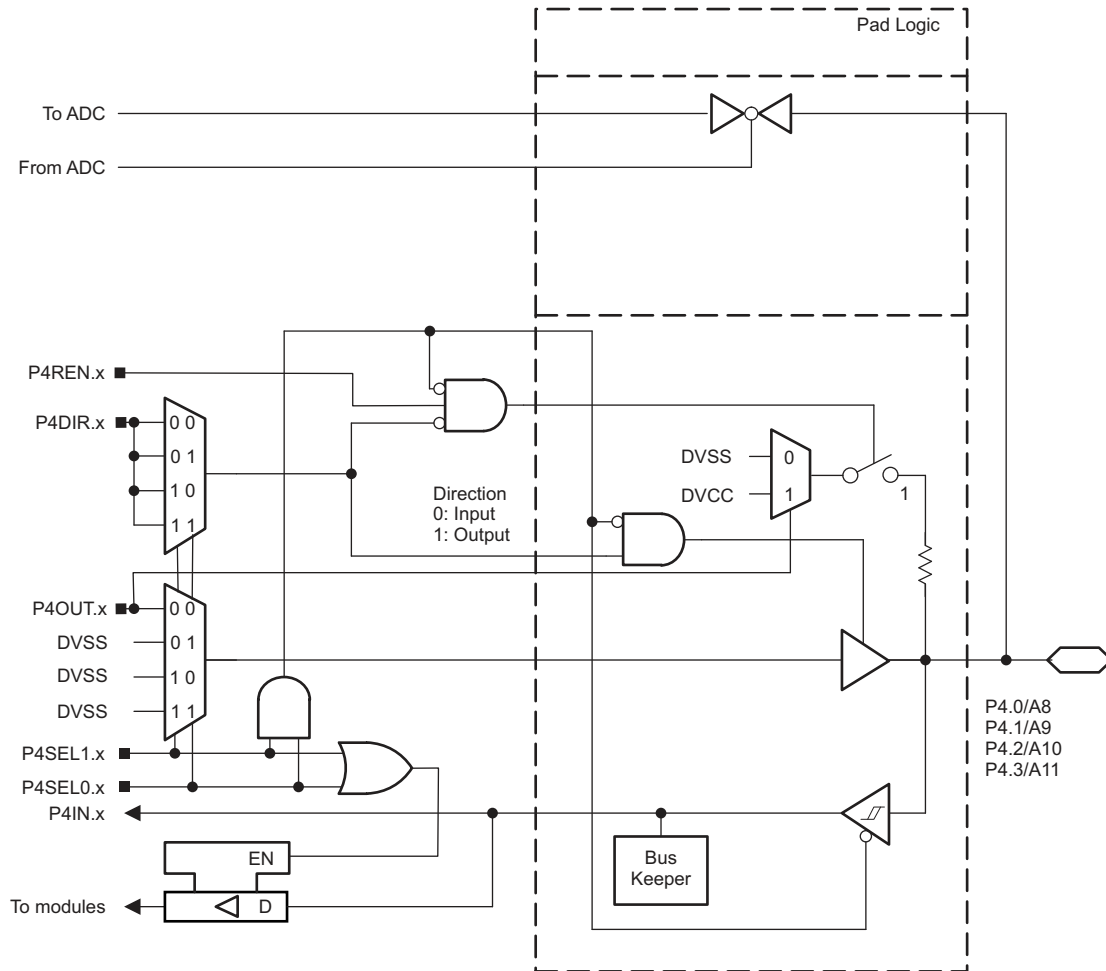 Pad Logic
To ADC
From ADC
P4REN.x
P4DIR.x
0 0
0 1
1 0
1 1
Direction
0: Input
1: Output
DVSS
DVCC
0
1
1
P4OUT.x
DVSS
DVSS
DVSS
0 0
0 1
1 0
1 1
P4SEL1.x
P4SEL0.x
P4IN.x
P4.0/A8
P4.1/A9
P4.2/A10
P4.3/A11
Bus
Keeper
EN
D
To modules